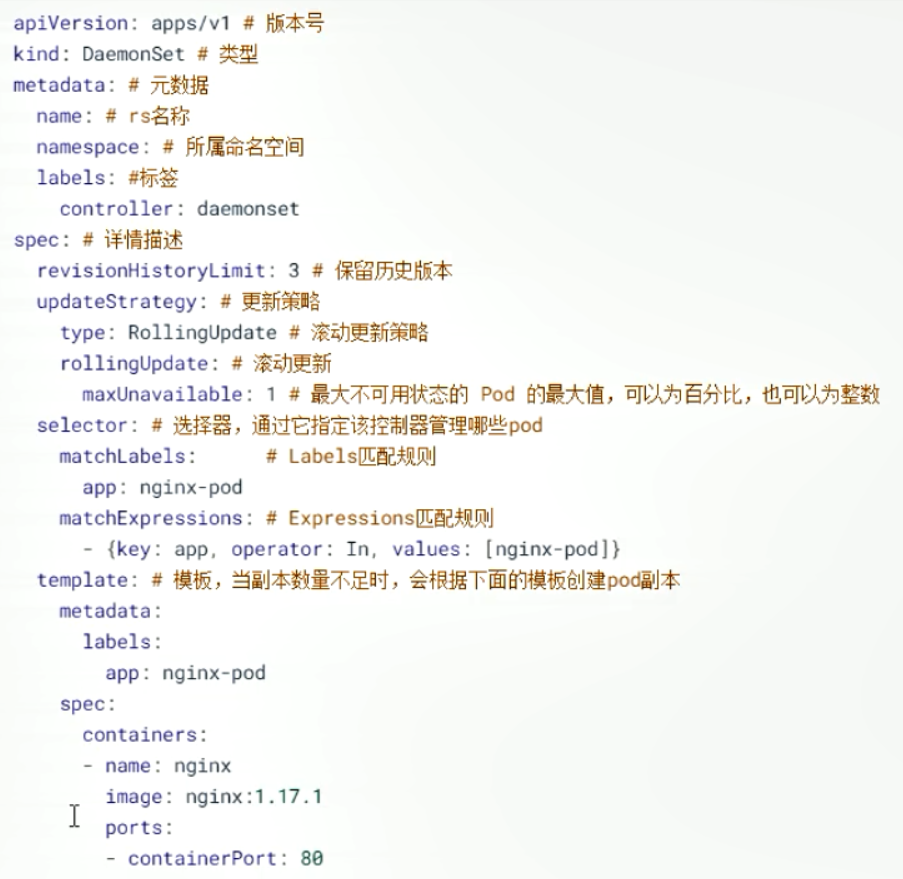 apiVersion: apps/v1 # 版本号
kind: DaemonSet # 类型
metadata: # 元数据
  name: # rs名称
  namespace: # 所属命名空间
  labels: #标签
    controller: daemonset
spec: # 详情描述
  revisionHistoryLimit: 3 # 保留历史版本
  updateStrategy: # 更新策略
    type: RollingUpdate # 滚动更新策略
    rollingUpdate: # 滚动更新
      maxUnavailable: 1 # 最大不可用状态的 Pod 的最大值，可以为百分比，也可以为整数
  selector: # 选择器，通过它指定该控制器管理哪些pod
    matchLabels:      # Labels匹配规则
      app: nginx-pod
    matchExpressions: # Expressions匹配规则
      - {key: app, operator: In, values: [nginx-pod]}
  template: # 模板，当副本数量不足时，会根据下面的模板创建pod副本
    metadata:
      labels:
        app: nginx-pod
    spec:
      containers:
      - name: nginx
        image: nginx:1.17.1
        ports:
        - containerPort: 80